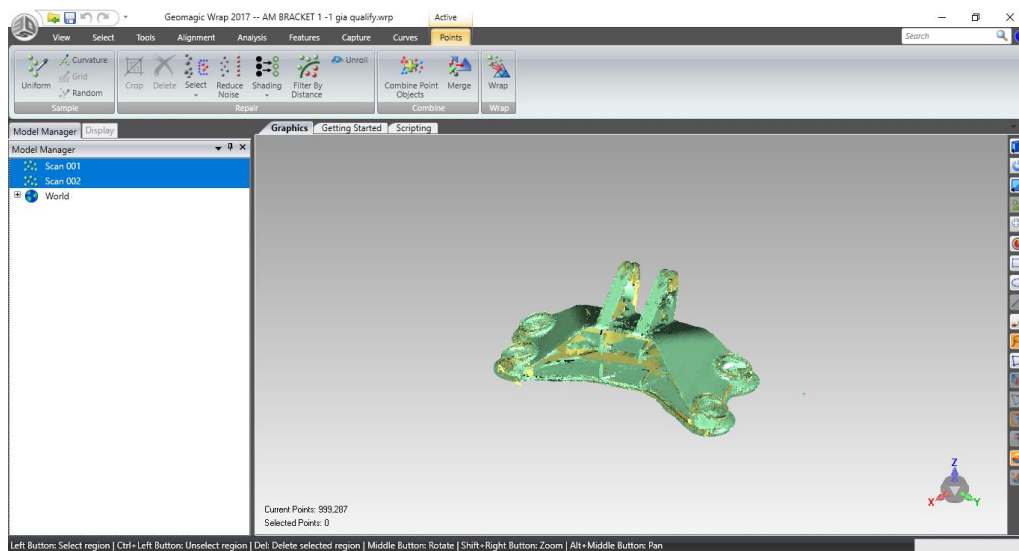 Geomagic Wrap 2017 -- AM BRACKET 1 -1 gia qualify.wrp
Active
View Select Tools Alignment Analysis Features Capture Curves Points
Search
Uniform
Curvature
Grid
Random
Sample
Crop
Delete
Select
Reduce Noise
Shading
Filter By Distance
Unroll
Repair
Combine Point Objects
Merge
Combine
Wrap
Wrap
Model Manager Display
Graphics Getting Started Scripting
Model Manager
Scan 001
Scan 002
World
Z
X
Y
Current Points: 999,287
Selected Points: 0
Left Button: Select region | Ctrl+Left Button: Unselect region | Del: Delete selected region | Middle Button: Rotate | Shift+Right Button: Zoom | Alt+Middle Button: Pan